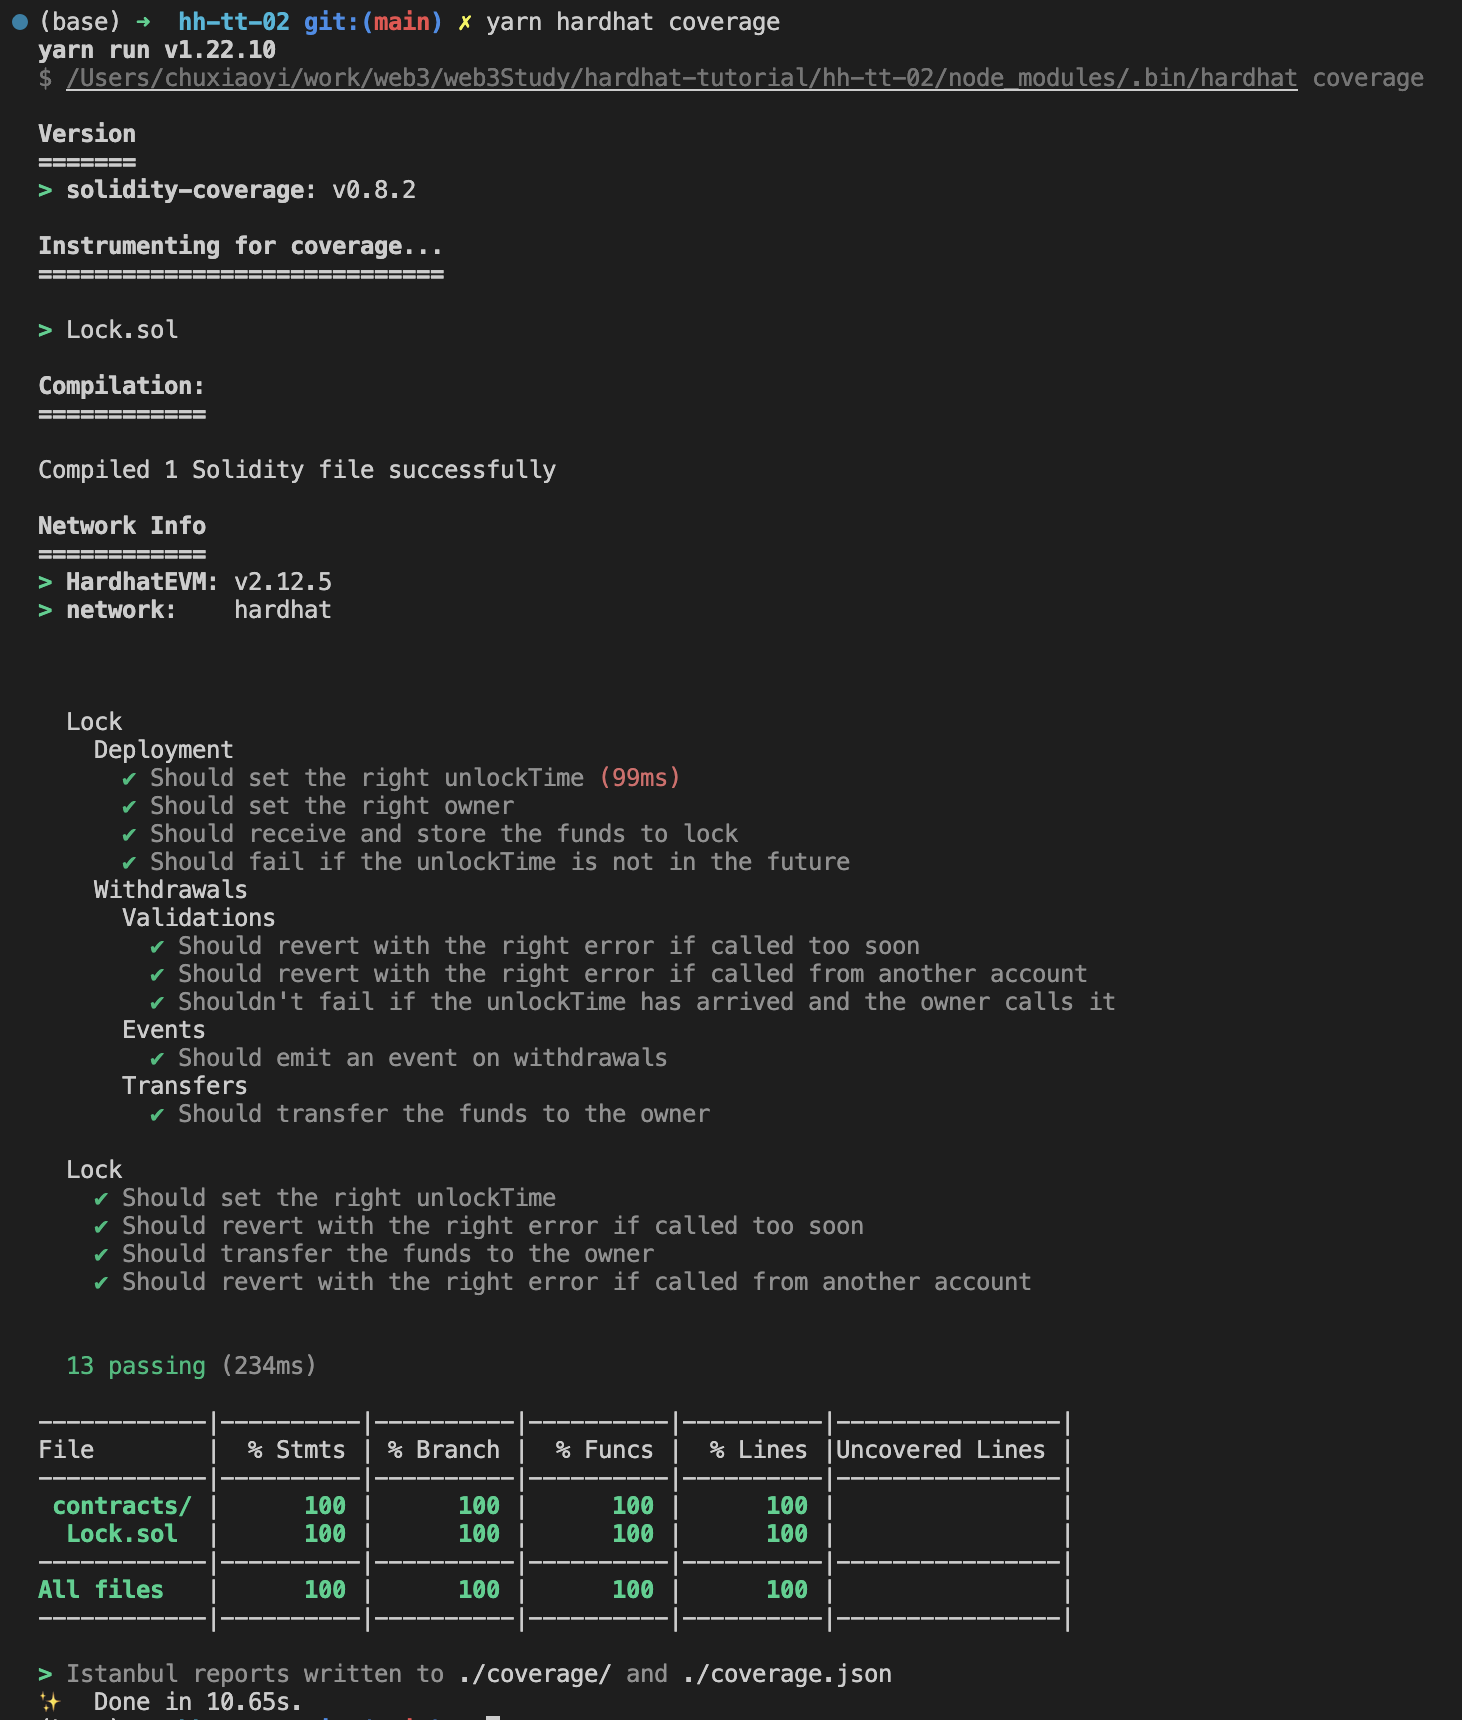 (base) ➜ hh-tt-02 git:(main) ✗ yarn hardhat coverage
yarn run v1.22.10
$ /Users/chuxiaoyi/work/web3/web3Study/hardhat-tutorial/hh-tt-02/node_modules/.bin/hardhat coverage
Version
=======
> solidity-coverage: v0.8.2
Instrumenting for coverage...
=============================
> Lock.sol
Compilation:
============
Compiled 1 Solidity file successfully
Network Info
============
> HardhatEVM: v2.12.5
> network:    hardhat
Lock
Deployment
✔ Should set the right unlockTime (99ms)
✔ Should set the right owner
✔ Should receive and store the funds to lock
✔ Should fail if the unlockTime is not in the future
Withdrawals
Validations
✔ Should revert with the right error if called too soon
✔ Should revert with the right error if called from another account
✔ Shouldn't fail if the unlockTime has arrived and the owner calls it
Events
✔ Should emit an event on withdrawals
Transfers
✔ Should transfer the funds to the owner
Lock
✔ Should set the right unlockTime
✔ Should revert with the right error if called too soon
✔ Should transfer the funds to the owner
✔ Should revert with the right error if called from another account
13 passing (234ms)
------------|----------|----------|----------|----------|----------------|
File        |  % Stmts | % Branch |  % Funcs |  % Lines |Uncovered Lines |
------------|----------|----------|----------|----------|----------------|
contracts/ |      100 |      100 |      100 |      100 |                |
Lock.sol  |      100 |      100 |      100 |      100 |                |
------------|----------|----------|----------|----------|----------------|
All files   |      100 |      100 |      100 |      100 |                |
------------|----------|----------|----------|----------|----------------|
> Istanbul reports written to ./coverage/ and ./coverage.json
✨ Done in 10.65s.